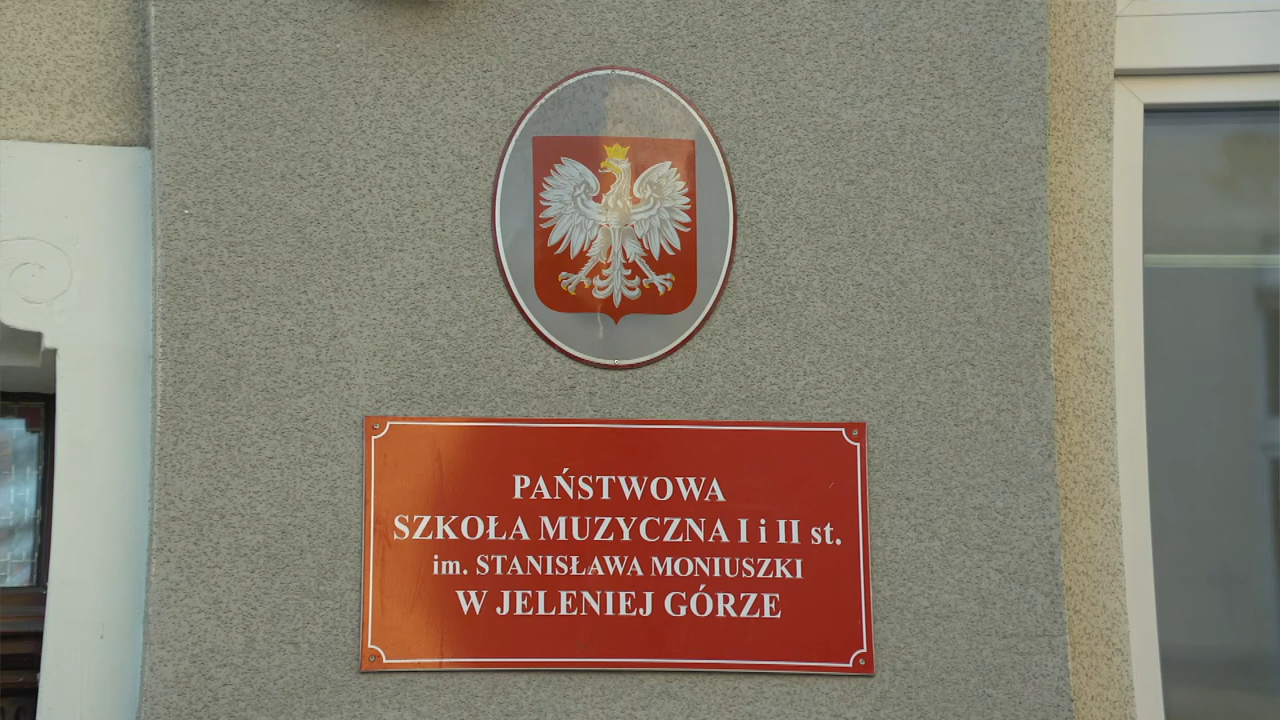 PAŃSTWOWA
SZKOŁA MUZYCZNA I i II st.
im. STANISŁAWA MONIUSZKI
W JELENIEJ GÓRZE